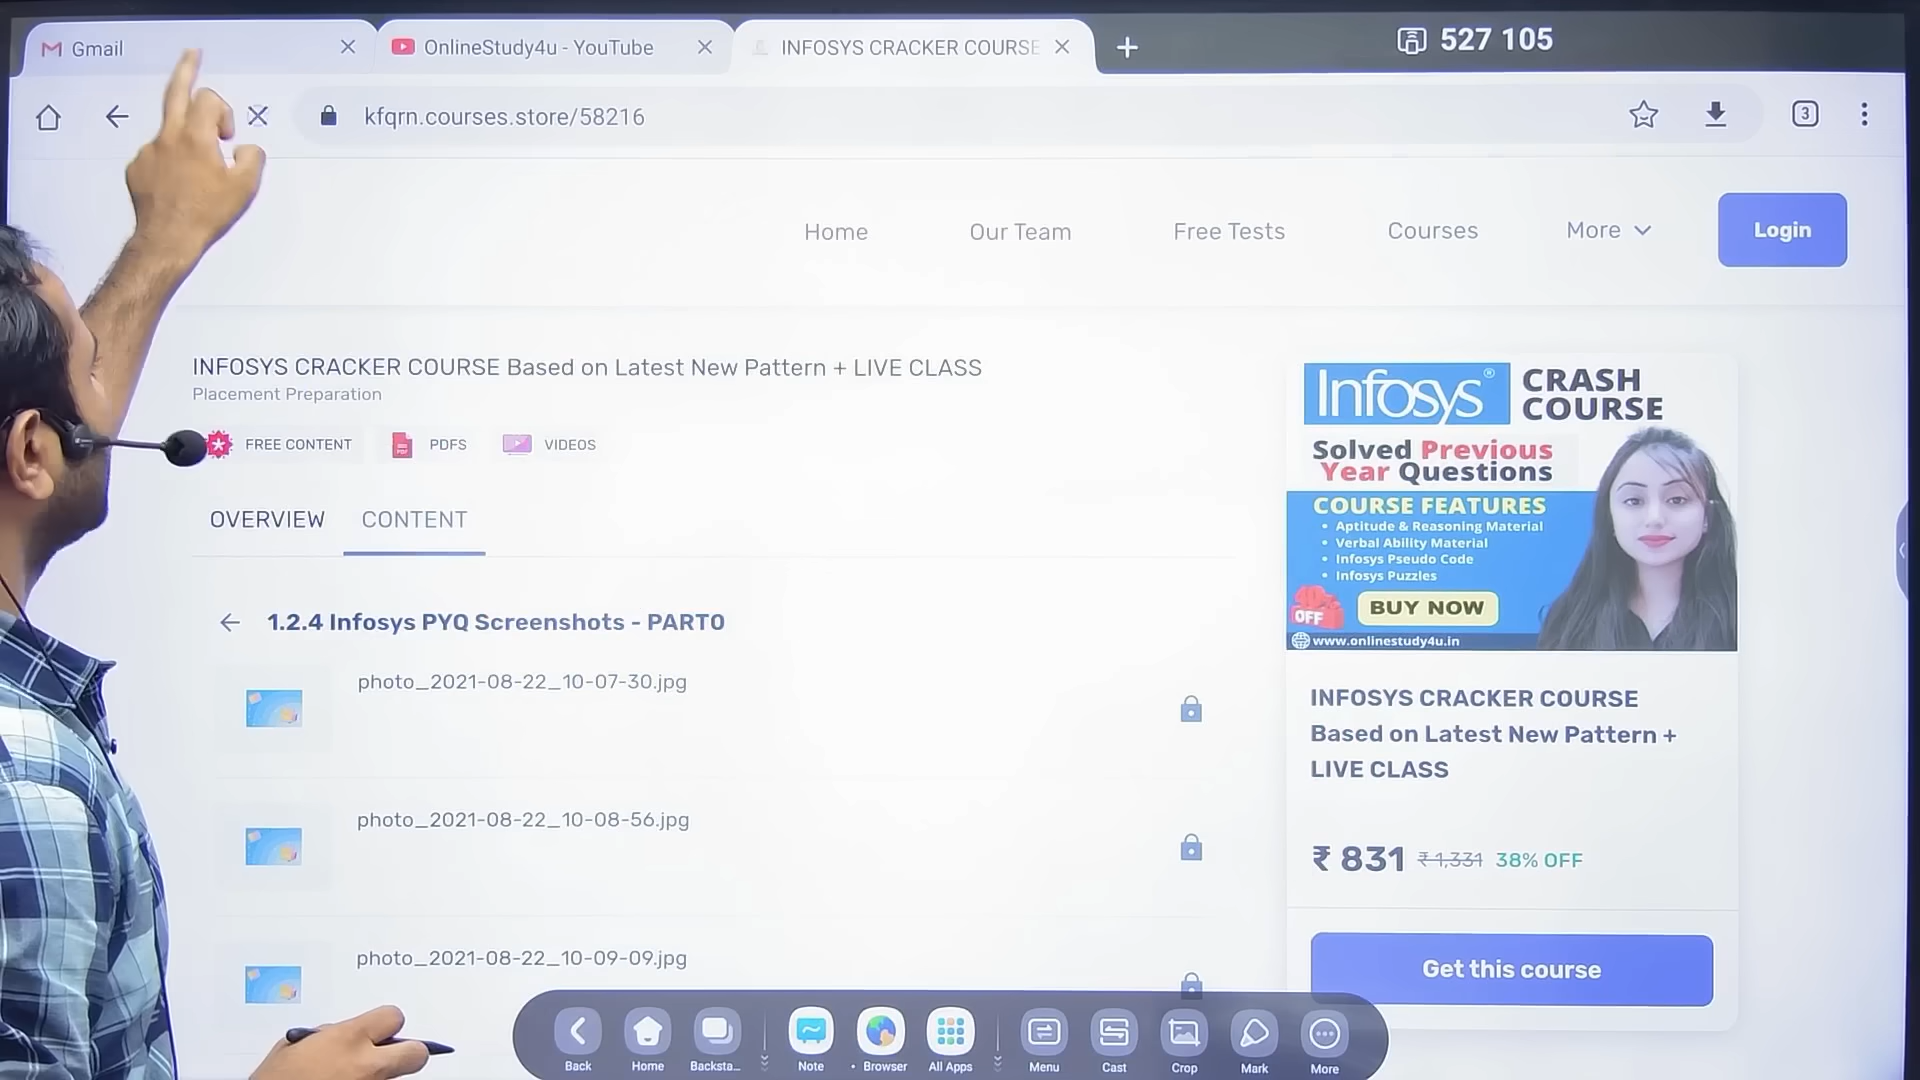 Gmail
OnlineStudy4u - YouTube
INFOSYS CRACKER COURSE
527 105
kfqrn.courses.store/58216
3
Home
Our Team
Free Tests
Courses
More
Login
INFOSYS CRACKER COURSE Based on Latest New Pattern + LIVE CLASS
Placement Preparation
FREE CONTENT
PDFS
VIDEOS
OVERVIEW
CONTENT
1.2.4 Infosys PYQ Screenshots - PART0
photo_2021-08-22_10-07-30.jpg
photo_2021-08-22_10-08-56.jpg
photo_2021-08-22_10-09-09.jpg
Infosys®
CRASH
COURSE
Solved Previous
Year Questions
COURSE FEATURES
• Aptitude & Reasoning Material
• Verbal Ability Material
• Infosys Pseudo Code
• Infosys Puzzles
OFF
BUY NOW
www.onlinestudy4u.in
INFOSYS CRACKER COURSE
Based on Latest New Pattern +
LIVE CLASS
₹ 831 ₹ 1,331 38% OFF
Get this course
Back
Home
Backsta...
Note
Browser
All Apps
Menu
Cast
Crop
Mark
More